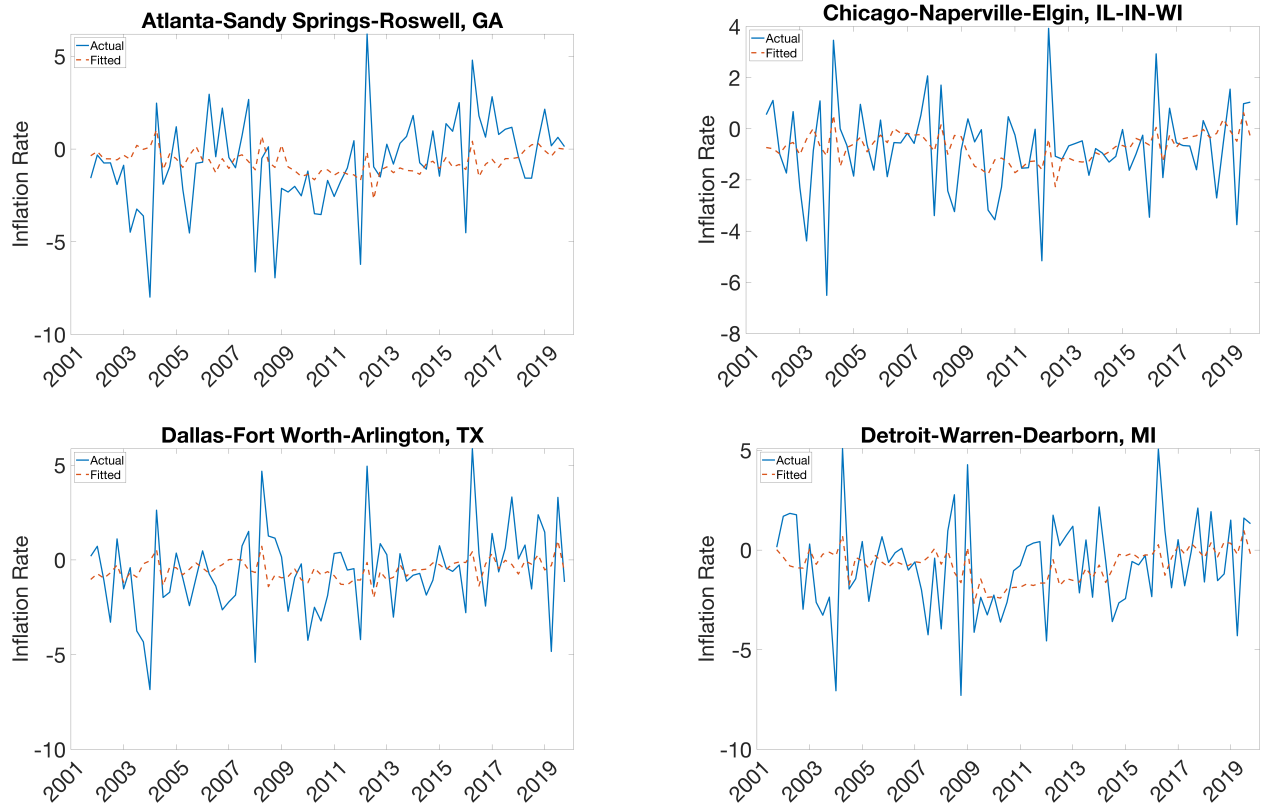 Atlanta-Sandy Springs-Roswell, GA
Actual
Fitted
Inflation Rate
5
0
-5
-10
2001 2003 2005 2007 2009 2011 2013 2015 2017 2019
Chicago-Naperville-Elgin, IL-IN-WI
Actual
Fitted
Inflation Rate
4
2
0
-2
-4
-6
-8
2001 2003 2005 2007 2009 2011 2013 2015 2017 2019
Dallas-Fort Worth-Arlington, TX
Actual
Fitted
Inflation Rate
5
0
-5
-10
2001 2003 2005 2007 2009 2011 2013 2015 2017 2019
Detroit-Warren-Dearborn, MI
Actual
Fitted
Inflation Rate
5
0
-5
-10
2001 2003 2005 2007 2009 2011 2013 2015 2017 2019